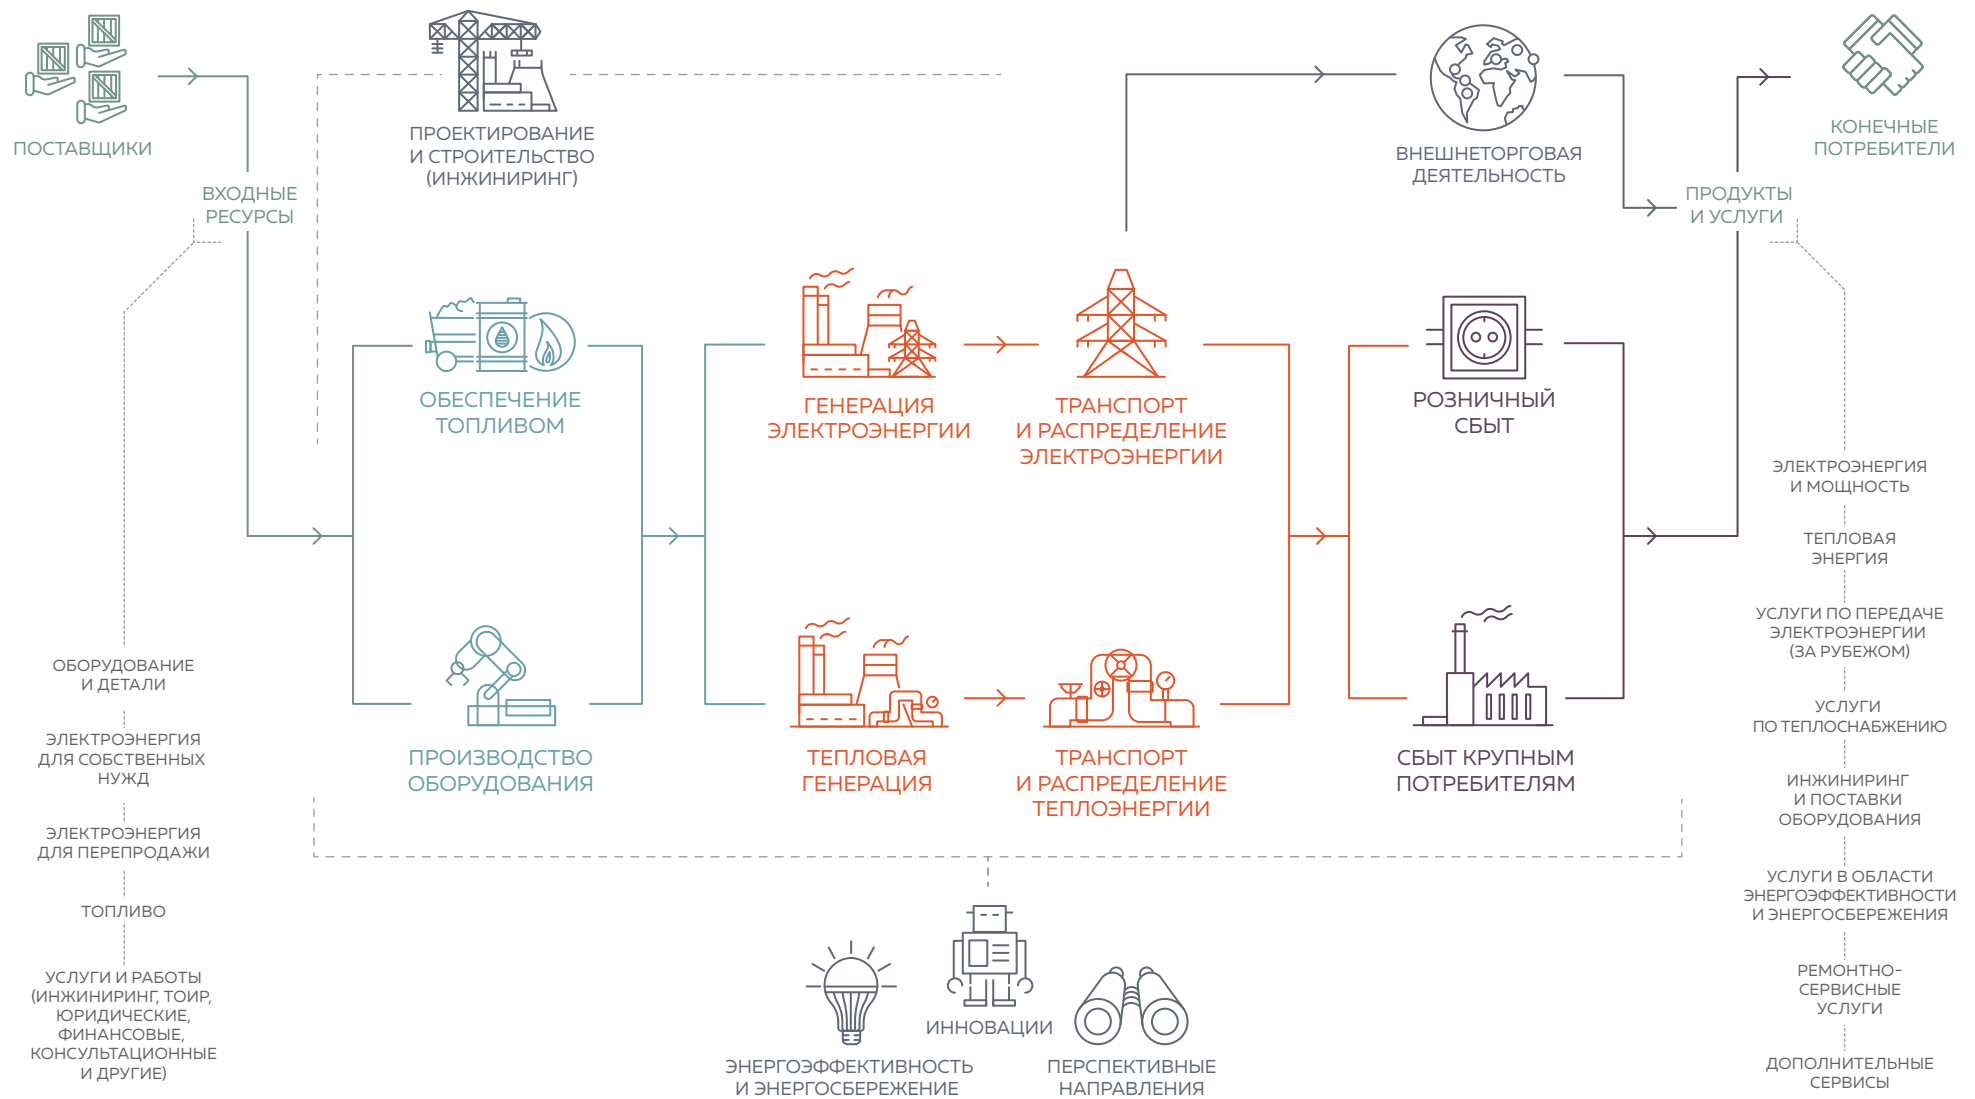 ПОСТАВЩИКИ
ВХОДНЫЕ
РЕСУРСЫ
ПРОЕКТИРОВАНИЕ
И СТРОИТЕЛЬСТВО
(ИНЖИНИРИНГ)
ВНЕШНЕТОРГОВАЯ
ДЕЯТЕЛЬНОСТЬ
ПРОДУКТЫ
И УСЛУГИ
КОНЕЧНЫЕ
ПОТРЕБИТЕЛИ
ОБЕСПЕЧЕНИЕ
ТОПЛИВОМ
ГЕНЕРАЦИЯ
ЭЛЕКТРОЭНЕРГИИ
ТРАНСПОРТ
И РАСПРЕДЕЛЕНИЕ
ЭЛЕКТРОЭНЕРГИИ
РОЗНИЧНЫЙ
СБЫТ
ПРОИЗВОДСТВО
ОБОРУДОВАНИЯ
ТЕПЛОВАЯ
ГЕНЕРАЦИЯ
ТРАНСПОРТ
И РАСПРЕДЕЛЕНИЕ
ТЕПЛОЭНЕРГИИ
СБЫТ КРУПНЫМ
ПОТРЕБИТЕЛЯМ
ОБОРУДОВАНИЕ
И ДЕТАЛИ
ЭЛЕКТРОЭНЕРГИЯ
ДЛЯ СОБСТВЕННЫХ
НУЖД
ЭЛЕКТРОЭНЕРГИЯ
ДЛЯ ПЕРЕПРОДАЖИ
ТОПЛИВО
УСЛУГИ И РАБОТЫ
(ИНЖИНИРИНГ, ТОИР,
ЮРИДИЧЕСКИЕ,
ФИНАНСОВЫЕ,
КОНСУЛЬТАЦИОННЫЕ
И ДРУГИЕ)
ЭНЕРГОЭФФЕКТИВНОСТЬ
И ЭНЕРГОСБЕРЕЖЕНИЕ
ИННОВАЦИИ
ПЕРСПЕКТИВНЫЕ
НАПРАВЛЕНИЯ
ЭЛЕКТРОЭНЕРГИЯ
И МОЩНОСТЬ
ТЕПЛОВАЯ
ЭНЕРГИЯ
УСЛУГИ ПО ПЕРЕДАЧЕ
ЭЛЕКТРОЭНЕРГИИ
(ЗА РУБЕЖОМ)
УСЛУГИ
ПО ТЕПЛОСНАБЖЕНИЮ
ИНЖИНИРИНГ
И ПОСТАВКИ
ОБОРУДОВАНИЯ
УСЛУГИ В ОБЛАСТИ
ЭНЕРГОЭФФЕКТИВНОСТИ
И ЭНЕРГОСБЕРЕЖЕНИЯ
РЕМОНТНО-
СЕРВИСНЫЕ
УСЛУГИ
ДОПОЛНИТЕЛЬНЫЕ
СЕРВИСЫ